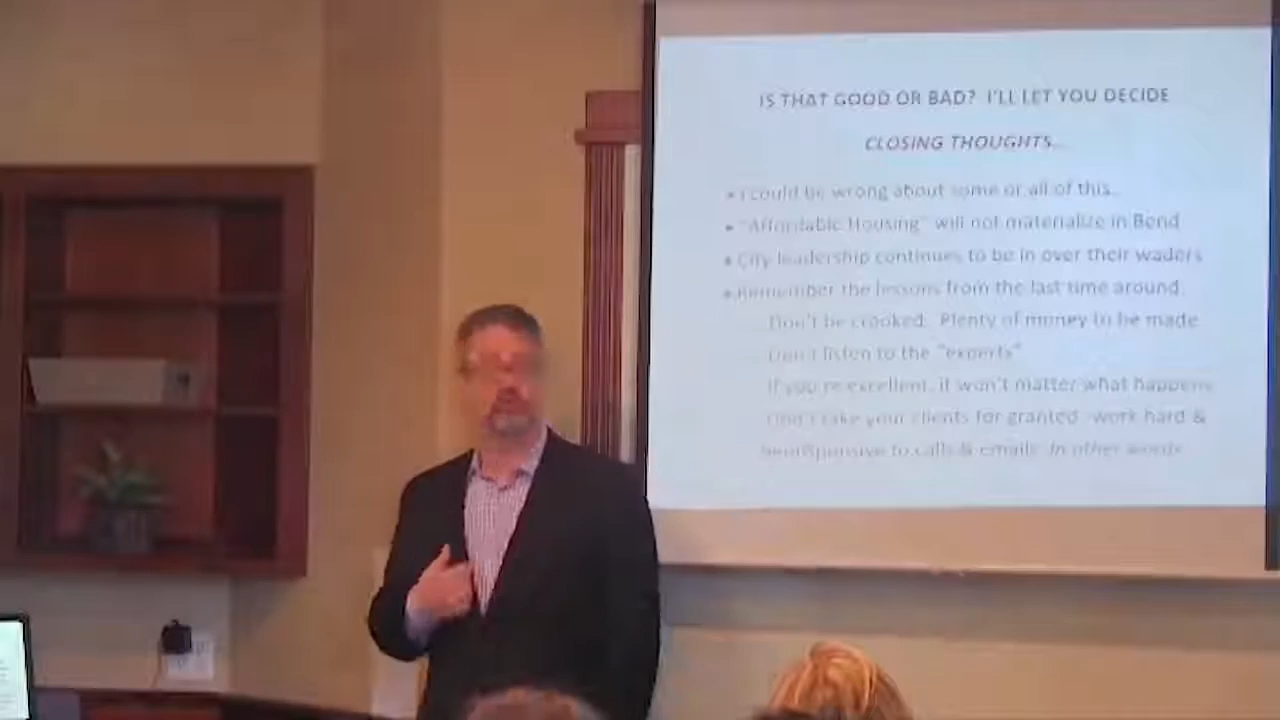 IS THAT GOOD OR BAD? I'LL LET YOU DECIDE
CLOSING THOUGHTS...
• I could be wrong about some or all of this..
• "Affordable Housing" will not materialize in Bend
• City leadership continues to be in over their waders
• Remember the lessons from the last time around.
Don't be crooked. Plenty of money to be made
Don't listen to the "experts"
If you're excellent, it won't matter what happens
Don't take your clients for granted -work hard &
be responsive to calls & emails. In other words